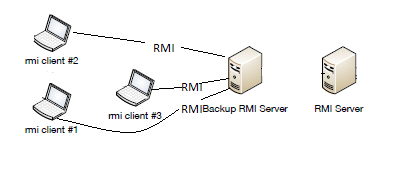 RMI
rmi client #2
RMI
rmi client #3
RMI
Backup RMI Server
RMI Server
rmi client #1